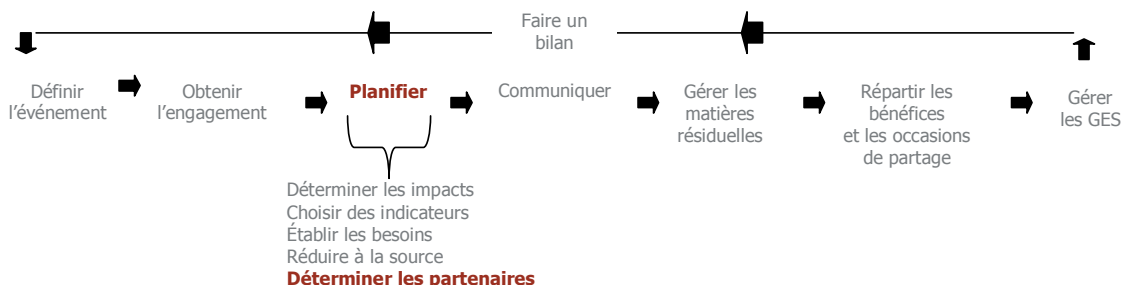 Faire un
bilan
Définir
l'événement
Obtenir
l'engagement
Planifier
Communiquer
Gérer les
matières
résiduelles
Répartir les
bénéfices
et les occasions
de partage
Gérer
les GES
Déterminer les impacts
Choisir des indicateurs
Établir les besoins
Réduire à la source
Déterminer les partenaires